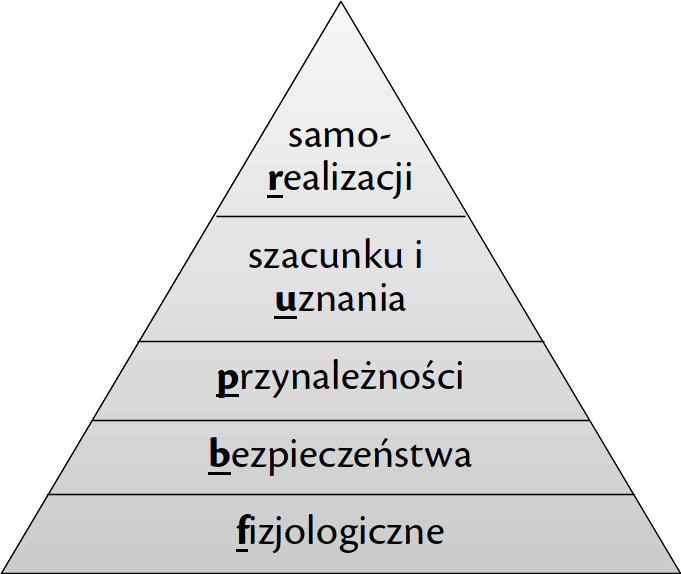 samo-
realizacji
szacunku i
uznania
przynależności
bezpieczeństwa
fizjologiczne